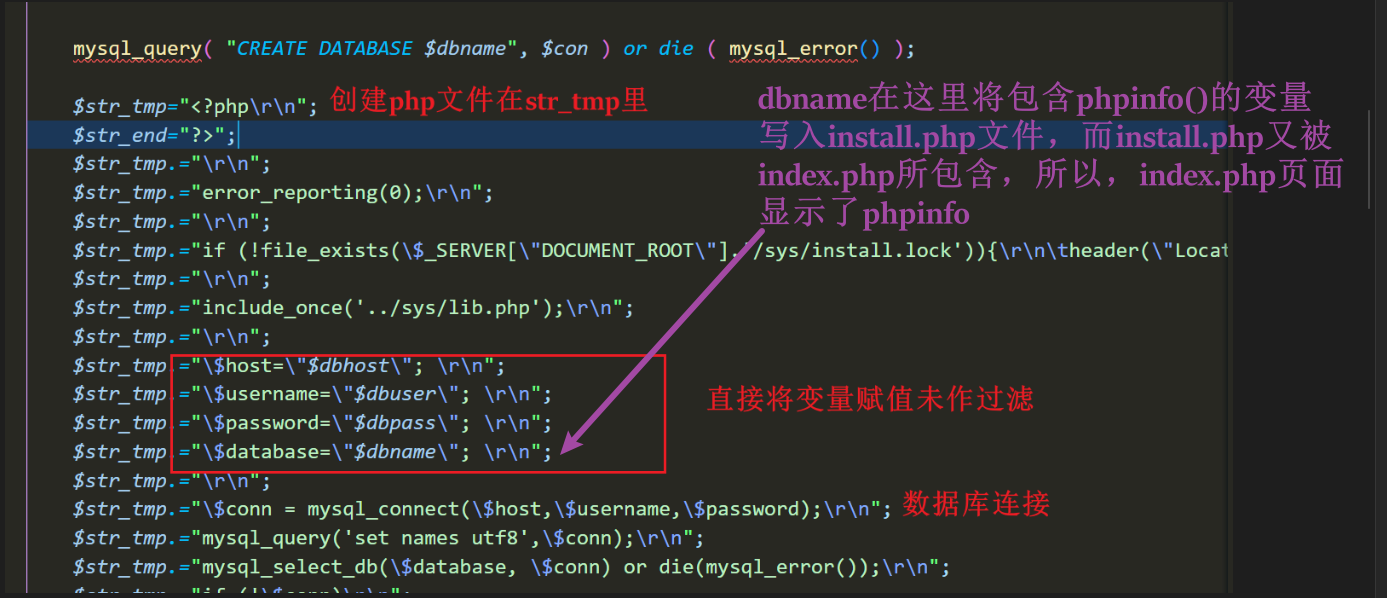 mysql_query( "CREATE DATABASE $dbname", $con ) or die ( mysql_error() );
$str_tmp="<?php\r\n"; 创建php文件在str_tmp里
$str_end="?>";
$str_tmp.="\r\n";
$str_tmp.="error_reporting(0);\r\n";
$str_tmp.="\r\n";
dbname在这里将包含phpinfo()的变量
写入install.php文件，而install.php又被
index.php所包含，所以，index.php页面
显示了phpinfo
$str_tmp.="if (!file_exists(\$_SERVER[\"DOCUMENT_ROOT\"].'/sys/install.lock')){\r\n\theader(\"Locat
$str_tmp.="\r\n";
$str_tmp.="include_once('../sys/lib.php');\r\n";
$str_tmp.="\r\n";
$str_tmp.="\$host=\"$dbhost\"; \r\n";
$str_tmp.="\$username=\"$dbuser\"; \r\n";
直接将变量赋值未作过滤
$str_tmp.="\$password=\"$dbpass\"; \r\n";
$str_tmp.="\$database=\"$dbname\"; \r\n";
$str_tmp.="\r\n";
$str_tmp.="\$conn = mysql_connect(\$host,\$username,\$password);\r\n"; 数据库连接
$str_tmp.="mysql_query('set names utf8',\$conn);\r\n";
$str_tmp.="mysql_select_db(\$database, \$conn) or die(mysql_error());\r\n";